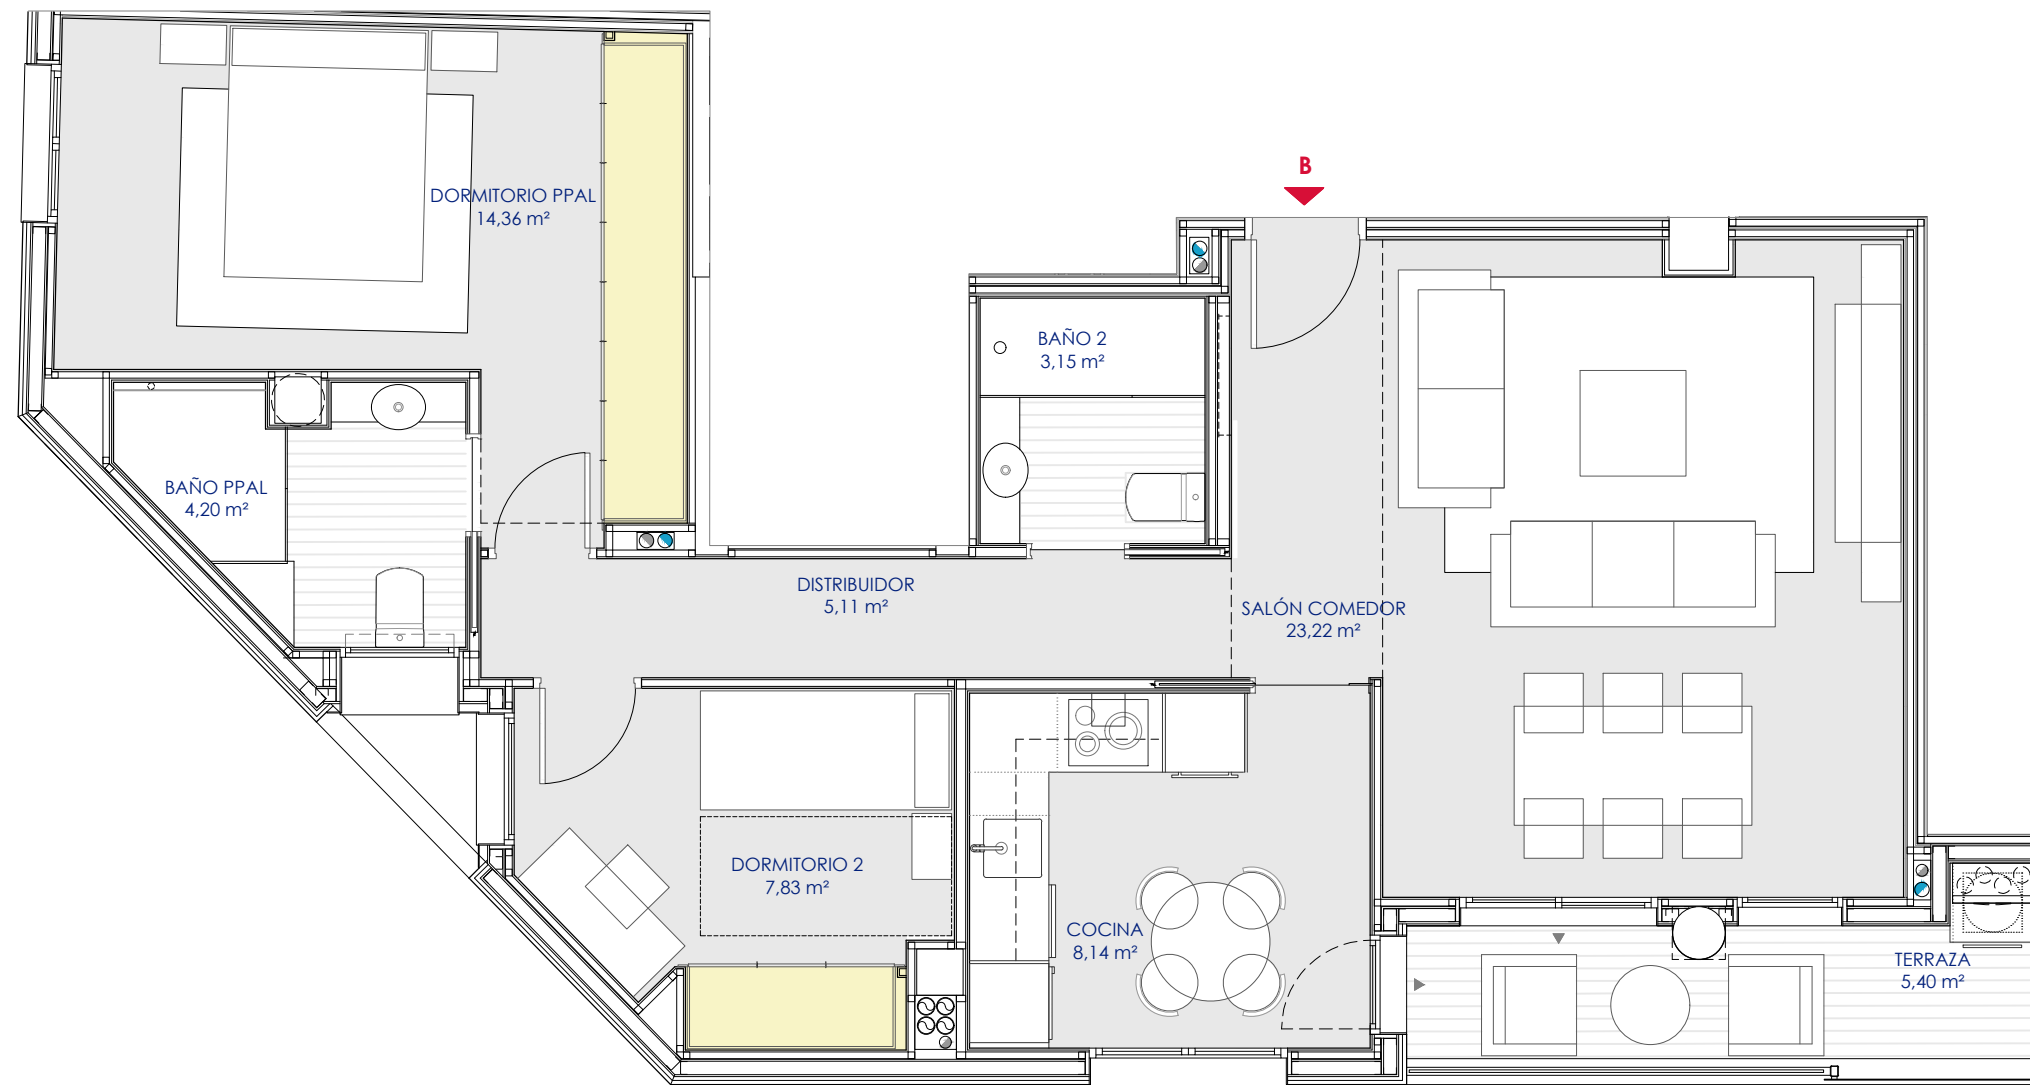 DORMITORIO PPAL
14,36 m²
B
BAÑO 2
3,15 m²
BAÑO PPAL
4,20 m²
DISTRIBUIDOR
5,11 m²
SALÓN COMEDOR
23,22 m²
DORMITORIO 2
7,83 m²
COCINA
8,14 m²
TERRAZA
5,40 m²